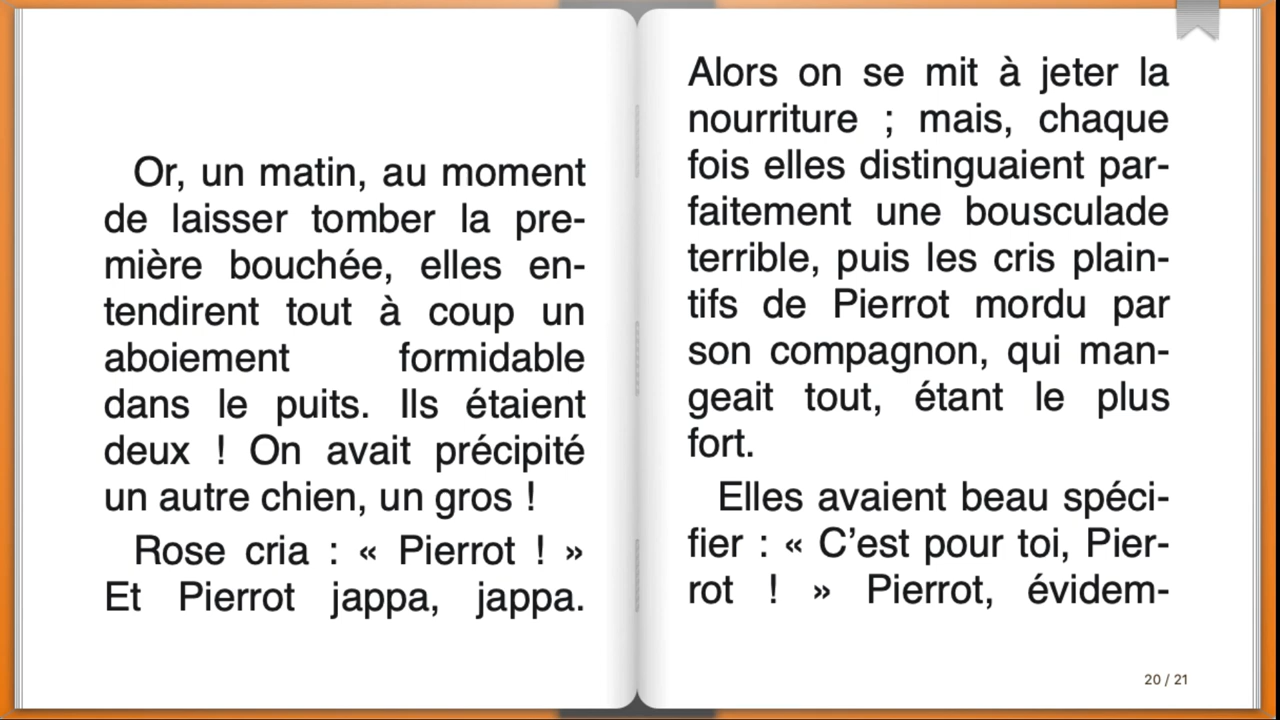 Or, un matin, au moment
de laisser tomber la pre-
mière bouchée, elles en-
tendirent tout à coup un
aboiement formidable
dans le puits. Ils étaient
deux ! On avait précipité
un autre chien, un gros !
Rose cria : « Pierrot ! »
Et Pierrot jappa, jappa.
Alors on se mit à jeter la
nourriture ; mais, chaque
fois elles distinguaient par-
faitement une bousculade
terrible, puis les cris plain-
tifs de Pierrot mordu par
son compagnon, qui man-
geait tout, étant le plus
fort.
Elles avaient beau spéci-
fier : « C’est pour toi, Pier-
rot ! » Pierrot, évidem-
20 / 21